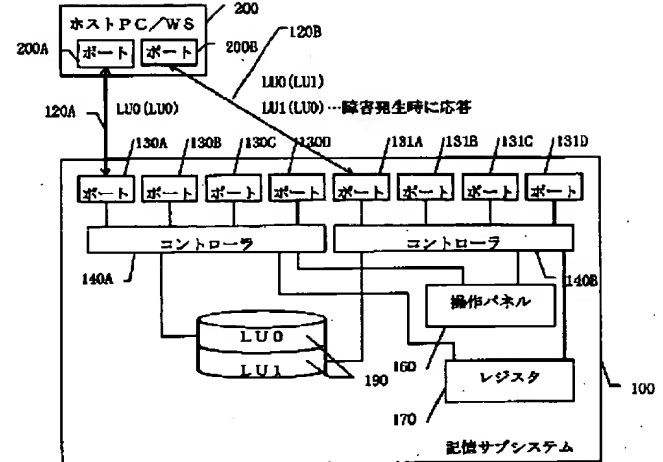 ホストPC/WS
200
200A
ポート
ポート
200B
120B
120A
LU0(LU0)
LU0(LU1)
LU1(LU0)…障害発生時に応答
130A
130B
130C
130D
131A
131B
131C
131D
ポート
ポート
ポート
ポート
ポート
ポート
ポート
ポート
コントローラ
コントローラ
140A
140B
操作パネル
LU0
LU1
190
160
レジスタ
170
100
記憶サブシステム